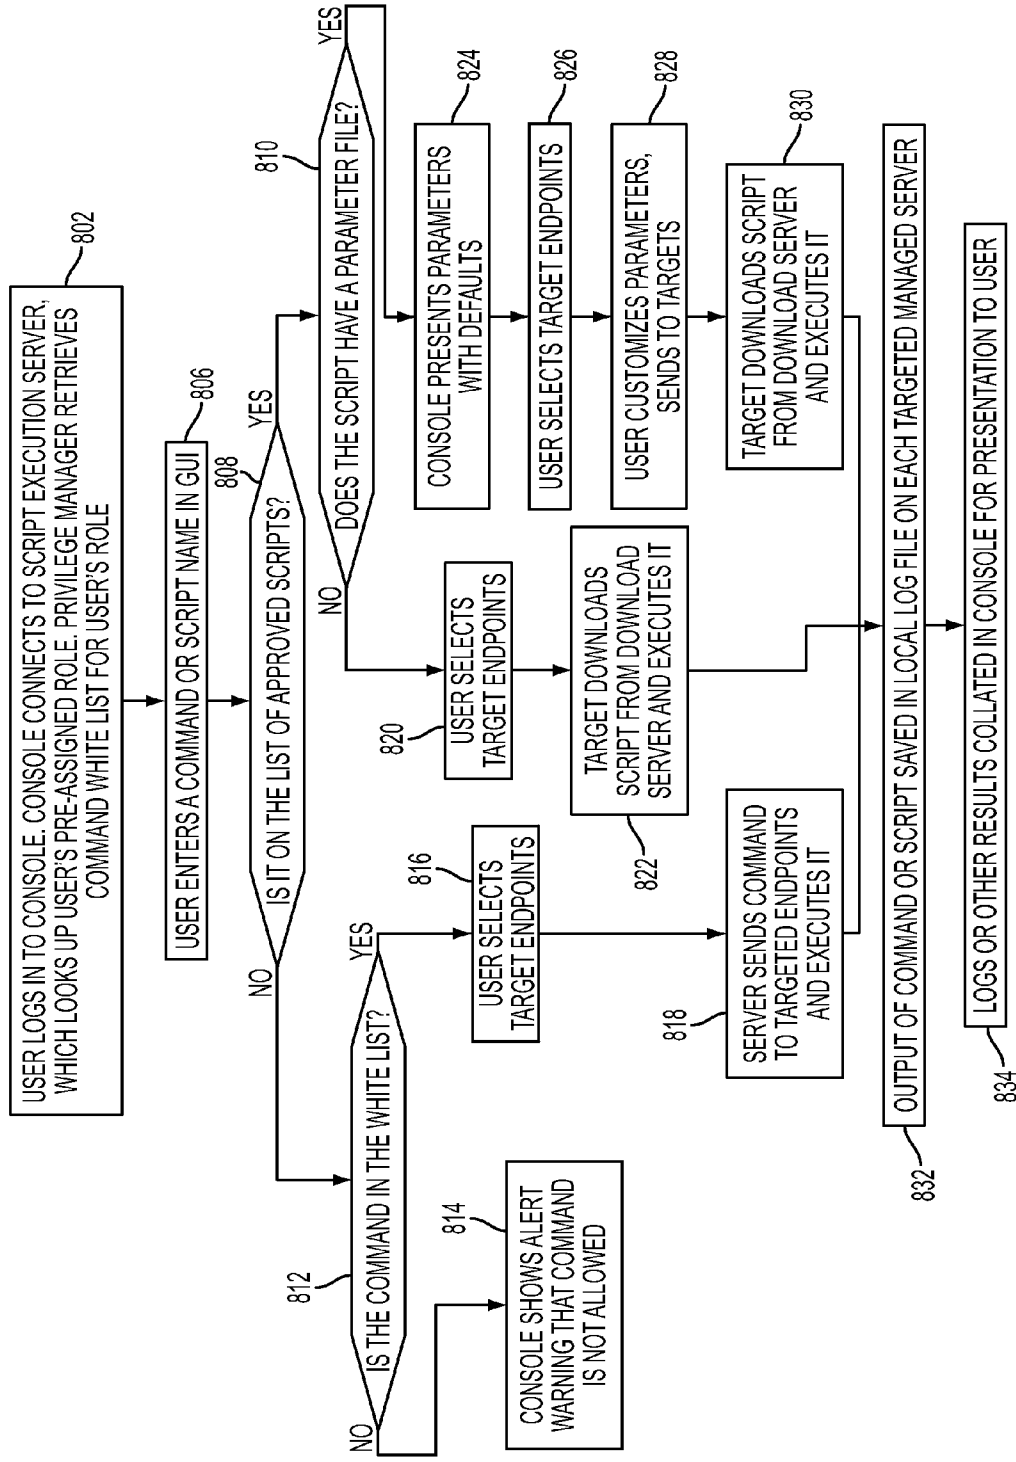 USER LOGS IN TO CONSOLE. CONSOLE CONNECTS TO SCRIPT EXECUTION SERVER,
WHICH LOOKS UP USER'S PRE-ASSIGNED ROLE. PRIVILEGE MANAGER RETRIEVES
COMMAND WHITE LIST FOR USER'S ROLE
802
USER ENTERS A COMMAND OR SCRIPT NAME IN GUI
806
IS IT ON THE LIST OF APPROVED SCRIPTS?
808
NO
YES
DOES THE SCRIPT HAVE A PARAMETER FILE?
810
NO
YES
IS THE COMMAND IN THE WHITE LIST?
812
NO
YES
CONSOLE SHOWS ALERT
WARNING THAT COMMAND
IS NOT ALLOWED
814
USER SELECTS
TARGET ENDPOINTS
816
SERVER SENDS COMMAND
TO TARGETED ENDPOINTS
AND EXECUTES IT
818
USER SELECTS
TARGET ENDPOINTS
820
TARGET DOWNLOADS
SCRIPT FROM DOWNLOAD
SERVER AND EXECUTES IT
822
CONSOLE PRESENTS PARAMETERS
WITH DEFAULTS
824
USER SELECTS TARGET ENDPOINTS
826
USER CUSTOMIZES PARAMETERS,
SENDS TO TARGETS
828
TARGET DOWNLOADS SCRIPT
FROM DOWNLOAD SERVER
AND EXECUTES IT
830
OUTPUT OF COMMAND OR SCRIPT SAVED IN LOCAL LOG FILE ON EACH TARGETED MANAGED SERVER
832
LOGS OR OTHER RESULTS COLLATED IN CONSOLE FOR PRESENTATION TO USER
834